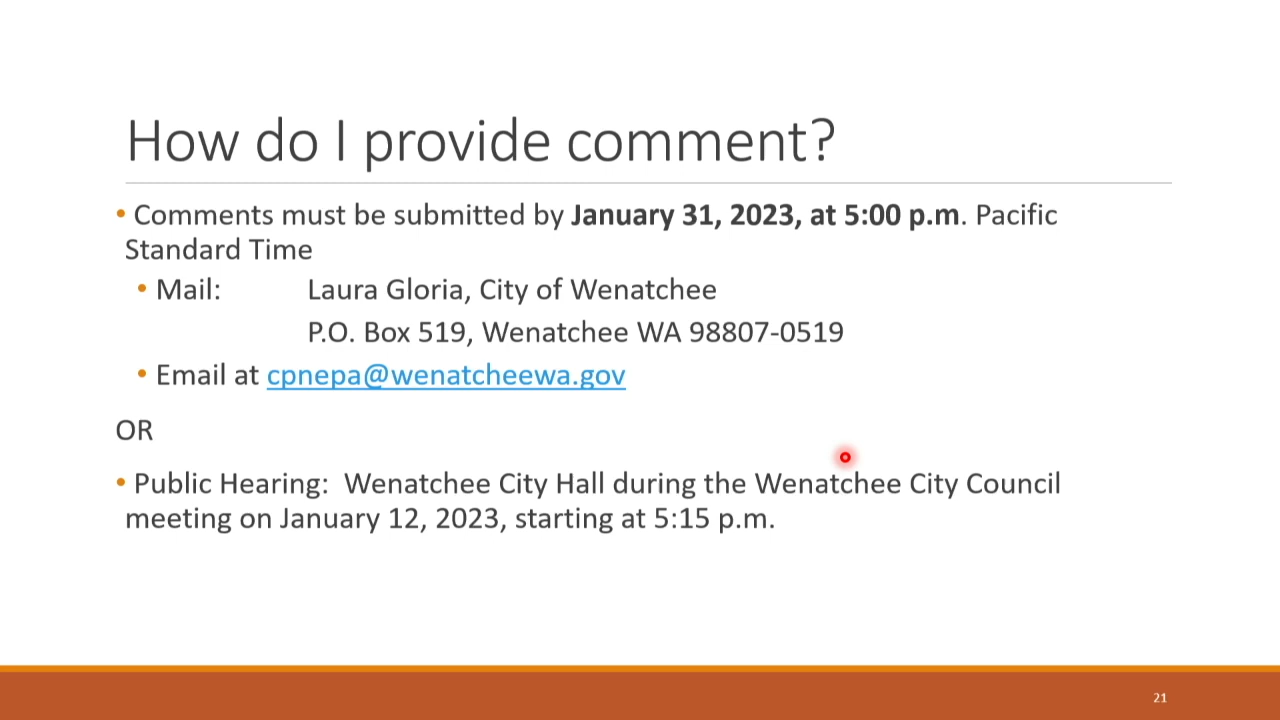 How do I provide comment?
• Comments must be submitted by January 31, 2023, at 5:00 p.m. Pacific
Standard Time
• Mail: Laura Gloria, City of Wenatchee
P.O. Box 519, Wenatchee WA 98807-0519
• Email at cpnepa@wenatcheewa.gov
OR
• Public Hearing: Wenatchee City Hall during the Wenatchee City Council
meeting on January 12, 2023, starting at 5:15 p.m.
21